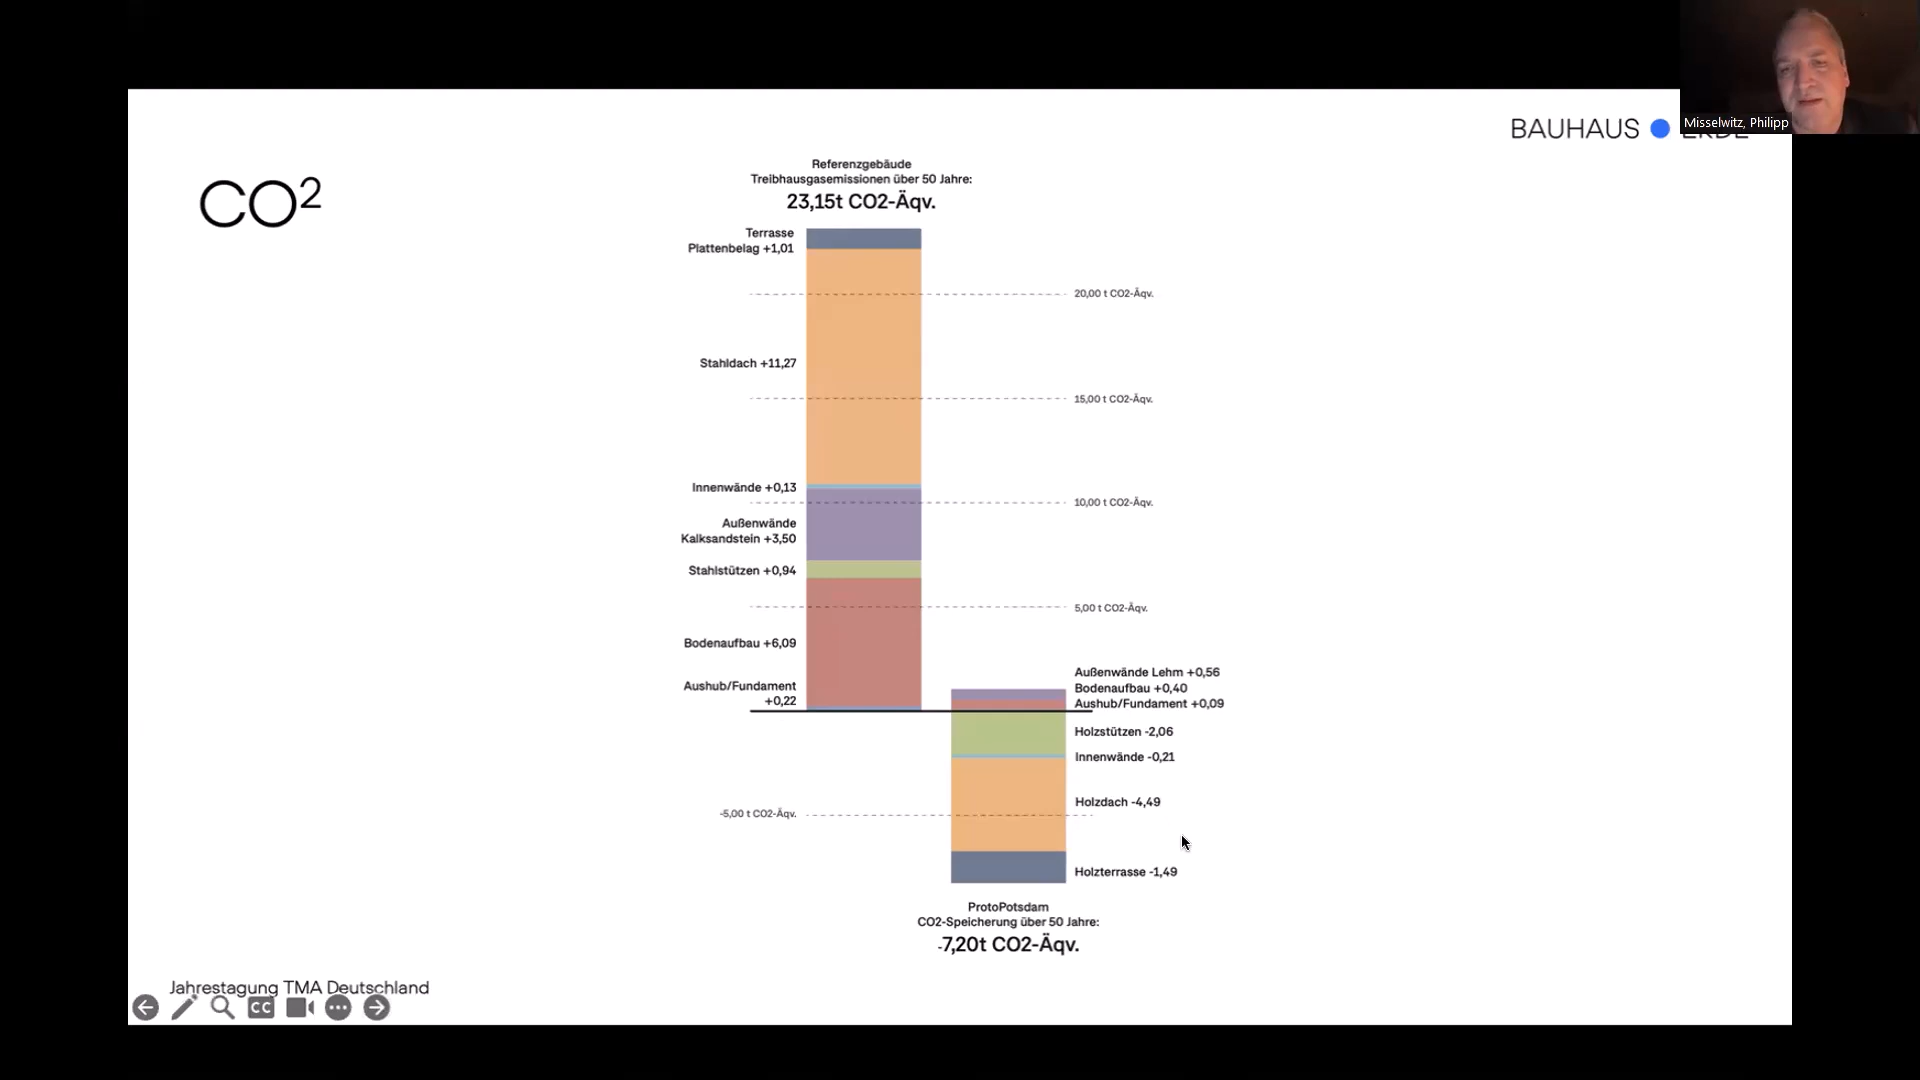 Misselwitz, Philipp
BAUHAUS ERDE
CO²
Referenzgebäude
Treibhausgasemissionen über 50 Jahre:
23,15t CO2-Äqv.
Terrasse
Plattenbelag +1,01
20,00 t CO2-Äqv.
Stahldach +11,27
15,00 t CO2-Äqv.
Innenwände +0,13
10,00 t CO2-Äqv.
Außenwände
Kalksandstein +3,50
Stahlstützen +0,94
5,00 t CO2-Äqv.
Bodenaufbau +6,09
Aushub/Fundament
+0,22
Außenwände Lehm +0,56
Bodenaufbau +0,40
Aushub/Fundament +0,09
Holzstützen -2,06
Innenwände -0,21
Holzdach -4,49
-5,00 t CO2-Äqv.
Holzterrasse -1,49
ProtoPotsdam
CO2-Speicherung über 50 Jahre:
-7,20t CO2-Äqv.
Jahrestagung TMA Deutschland
CC